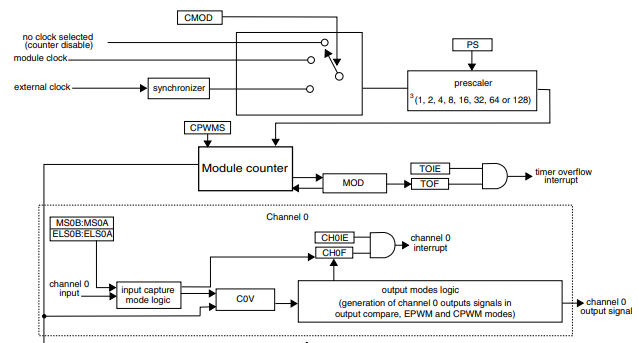 CMOD
no clock selected
(counter disable)
module clock
external clock
synchronizer
PS
prescaler
3 (1, 2, 4, 8, 16, 32, 64 or 128)
CPWMS
Module counter
MOD
TOIE
TOF
timer overflow
interrupt
Channel 0
MS0B:MS0A
ELS0B:ELS0A
channel 0
input
input capture
mode logic
C0V
CH0IE
CH0F
channel 0
interrupt
output modes logic
(generation of channel 0 outputs signals in
output compare, EPWM and CPWM modes)
channel 0
output signal